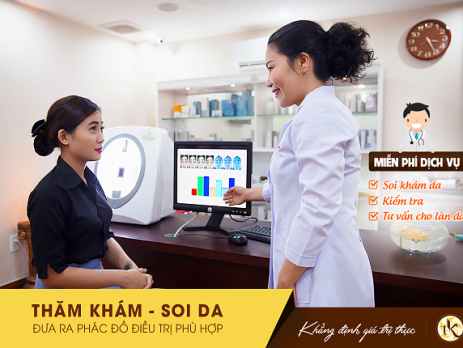 MIỄN PHÍ DỊCH VỤ
Soi khám da
Kiểm tra
Tư vấn cho làn da
THĂM KHÁM - SOI DA
ĐƯA RA PHÁC ĐỒ ĐIỀU TRỊ PHÙ HỢP
Khẳng định giá trị thực